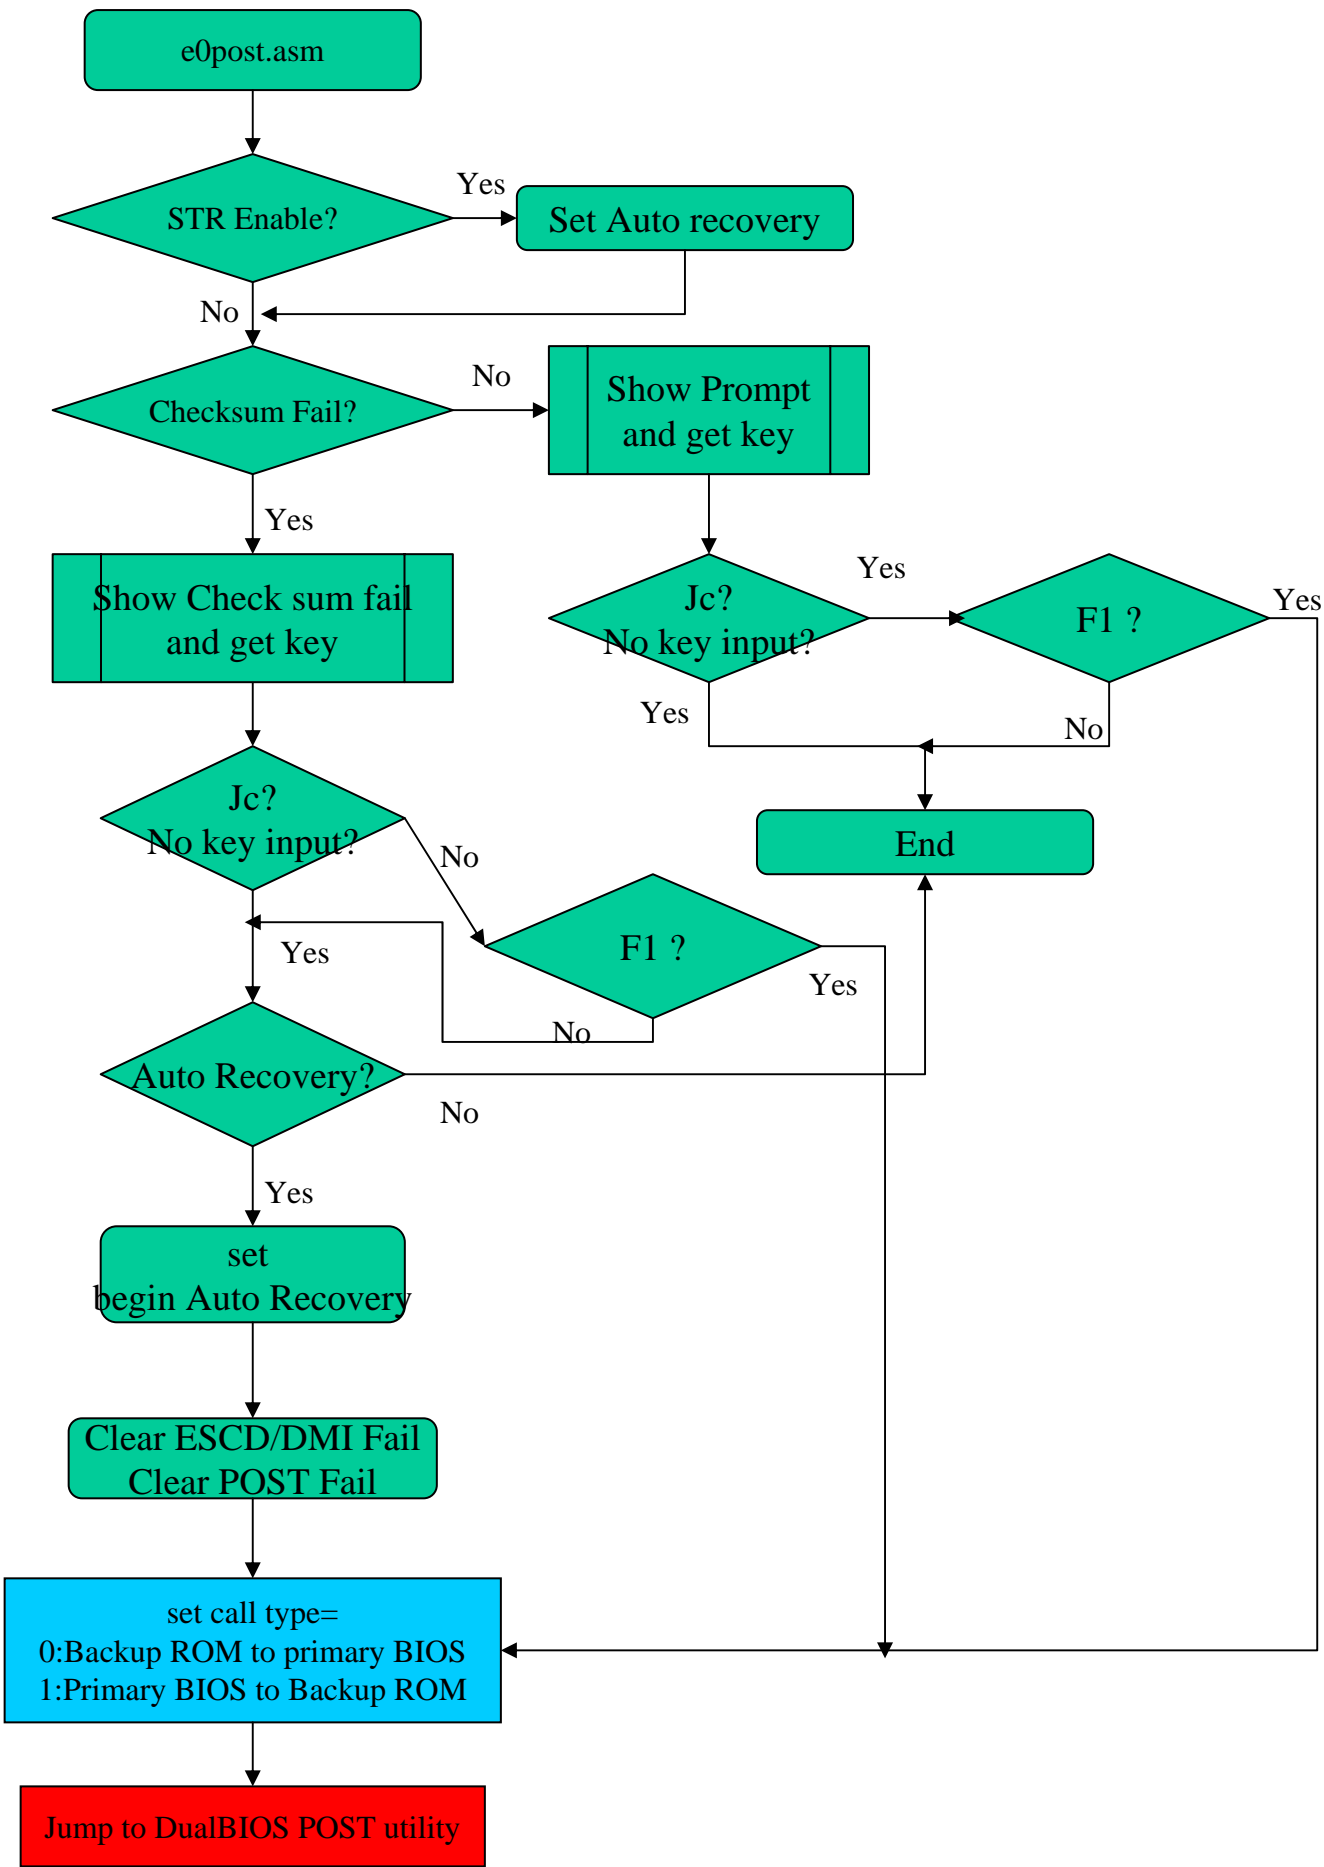 e0post.asm
STR Enable?
Yes
Set Auto recovery
No
Checksum Fail?
No
Show Prompt
and get key
Yes
Show Check sum fail
and get key
Jc?
No key input?
Yes
F1 ?
Yes
Yes
No
End
Jc?
No key input?
No
Yes
F1 ?
Yes
No
Auto Recovery?
No
Yes
set
begin Auto Recovery
Clear ESCD/DMI Fail
Clear POST Fail
set call type=
0:Backup ROM to primary BIOS
1:Primary BIOS to Backup ROM
Jump to DualBIOS POST utility